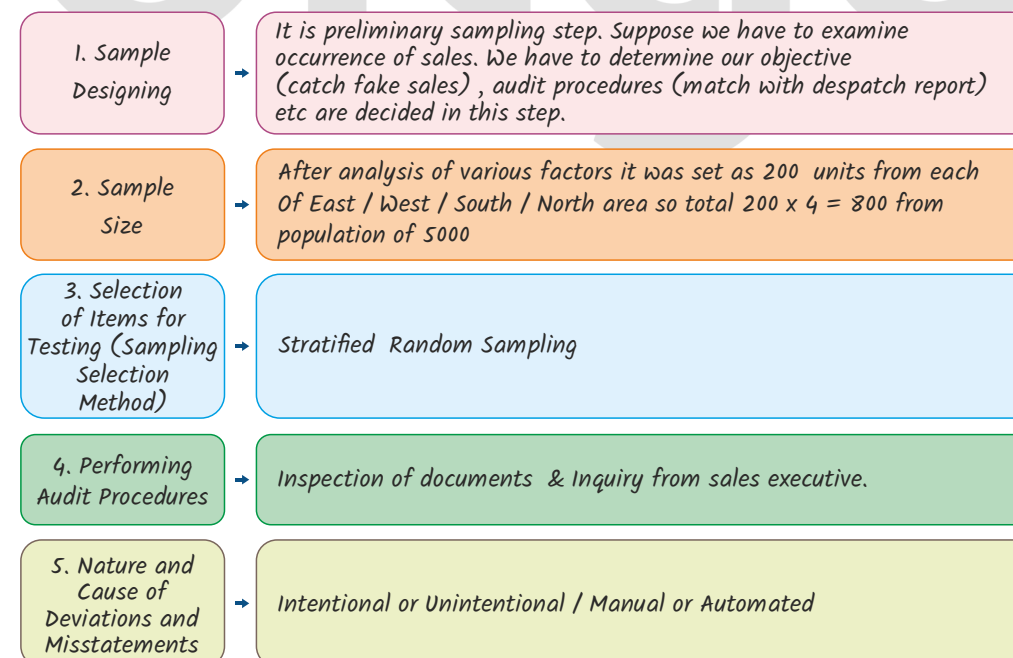 1. Sample
Designing
It is preliminary sampling step. Suppose we have to examine
occurrence of sales. We have to determine our objective
(catch fake sales) , audit procedures (match with despatch report)
etc are decided in this step.
2. Sample
Size
After analysis of various factors it was set as 200 units from each
Of East / West / South / North area so total 200 x 4 = 800 from
population of 5000
3. Selection
of Items for
Testing (Sampling
Selection
Method)
Stratified Random Sampling
4. Performing
Audit Procedures
Inspection of documents & Inquiry from sales executive.
5. Nature and
Cause of
Deviations and
Misstatements
Intentional or Unintentional / Manual or Automated